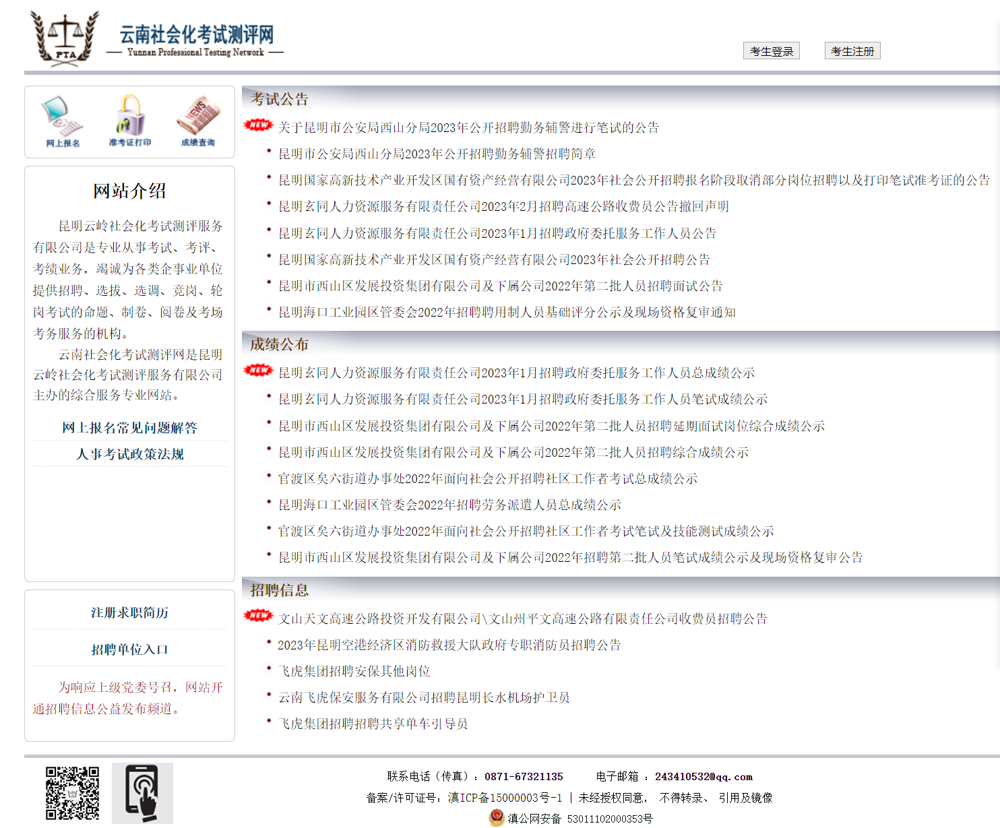 PTA
云南社会化考试测评网
Yunnan Professional Testing Network
考生登录
考生注册
网上报名
准考证打印
NEWS
成绩查询
网站介绍
昆明云岭社会化考试测评服务
有限公司是专业从事考试、考评、
考绩业务，竭诚为各类企事业单位
提供招聘、选拔、选调、竞岗、轮
岗考试的命题、制卷、阅卷及考场
考务服务的机构。
云南社会化考试测评网是昆明
云岭社会化考试测评服务有限公司
主办的综合服务专业网站。
网上报名常见问题解答
人事考试政策法规
注册求职简历
招聘单位入口
为响应上级党委号召，网站开
通招聘信息公益发布频道。
考试公告
NEW 关于昆明市公安局西山分局2023年公开招聘勤务辅警进行笔试的公告
昆明市公安局西山分局2023年公开招聘勤务辅警招聘简章
昆明国家高新技术产业开发区国有资产经营有限公司2023年社会公开招聘报名阶段取消部分岗位招聘以及打印笔试准考证的公告
昆明玄同人力资源服务有限责任公司2023年2月招聘高速公路收费员公告撤回声明
昆明玄同人力资源服务有限责任公司2023年1月招聘政府委托服务工作人员公告
昆明国家高新技术产业开发区国有资产经营有限公司2023年社会公开招聘公告
昆明市西山区发展投资集团有限公司及下属公司2022年第二批人员招聘面试公告
昆明海口工业园区管委会2022年招聘聘用制人员基础评分公示及现场资格复审通知
成绩公布
NEW 昆明玄同人力资源服务有限责任公司2023年1月招聘政府委托服务工作人员总成绩公示
昆明玄同人力资源服务有限责任公司2023年1月招聘政府委托服务工作人员笔试成绩公示
昆明市西山区发展投资集团有限公司及下属公司2022年第二批人员招聘延期面试岗位综合成绩公示
昆明市西山区发展投资集团有限公司及下属公司2022年第二批人员招聘综合成绩公示
官渡区矣六街道办事处2022年面向社会公开招聘社区工作者考试总成绩公示
昆明海口工业园区管委会2022年招聘劳务派遣人员总成绩公示
官渡区矣六街道办事处2022年面向社会公开招聘社区工作者考试笔试及技能测试成绩公示
昆明市西山区发展投资集团有限公司及下属公司2022年招聘第二批人员笔试成绩公示及现场资格复审公告
招聘信息
NEW 文山天文高速公路投资开发有限公司\文山州平文高速公路有限责任公司收费员招聘公告
2023年昆明空港经济区消防救援大队政府专职消防员招聘公告
飞虎集团招聘安保其他岗位
云南飞虎保安服务有限公司招聘昆明长水机场护卫员
飞虎集团招聘招聘共享单车引导员
联系电话（传真）：0871-67321135 电子邮箱 ：243410532@qq.com
备案/许可证号：滇ICP备15000003号-1 | 未经授权同意， 不得转录、 引用及镜像
滇公网安备 53011102000353号